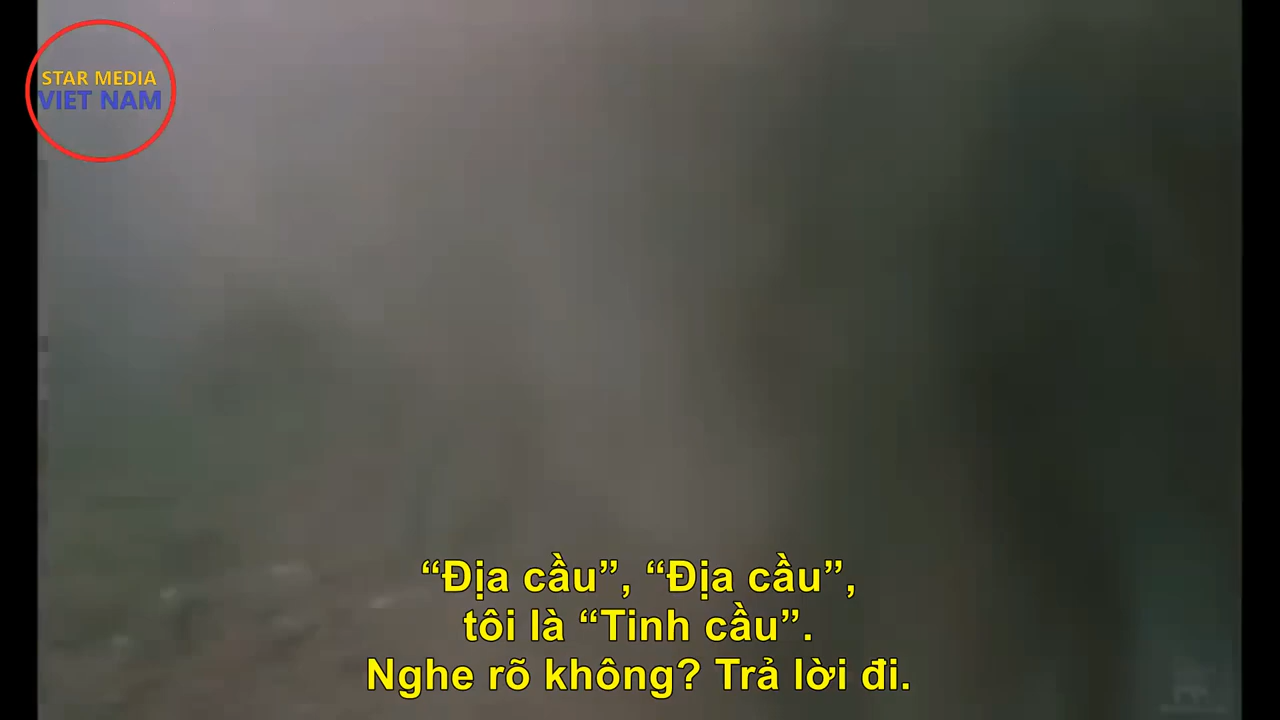 STAR MEDIA
VIET NAM
“Địa cầu”, “Địa cầu”,
tôi là “Tinh cầu”.
Nghe rõ không? Trả lời đi.